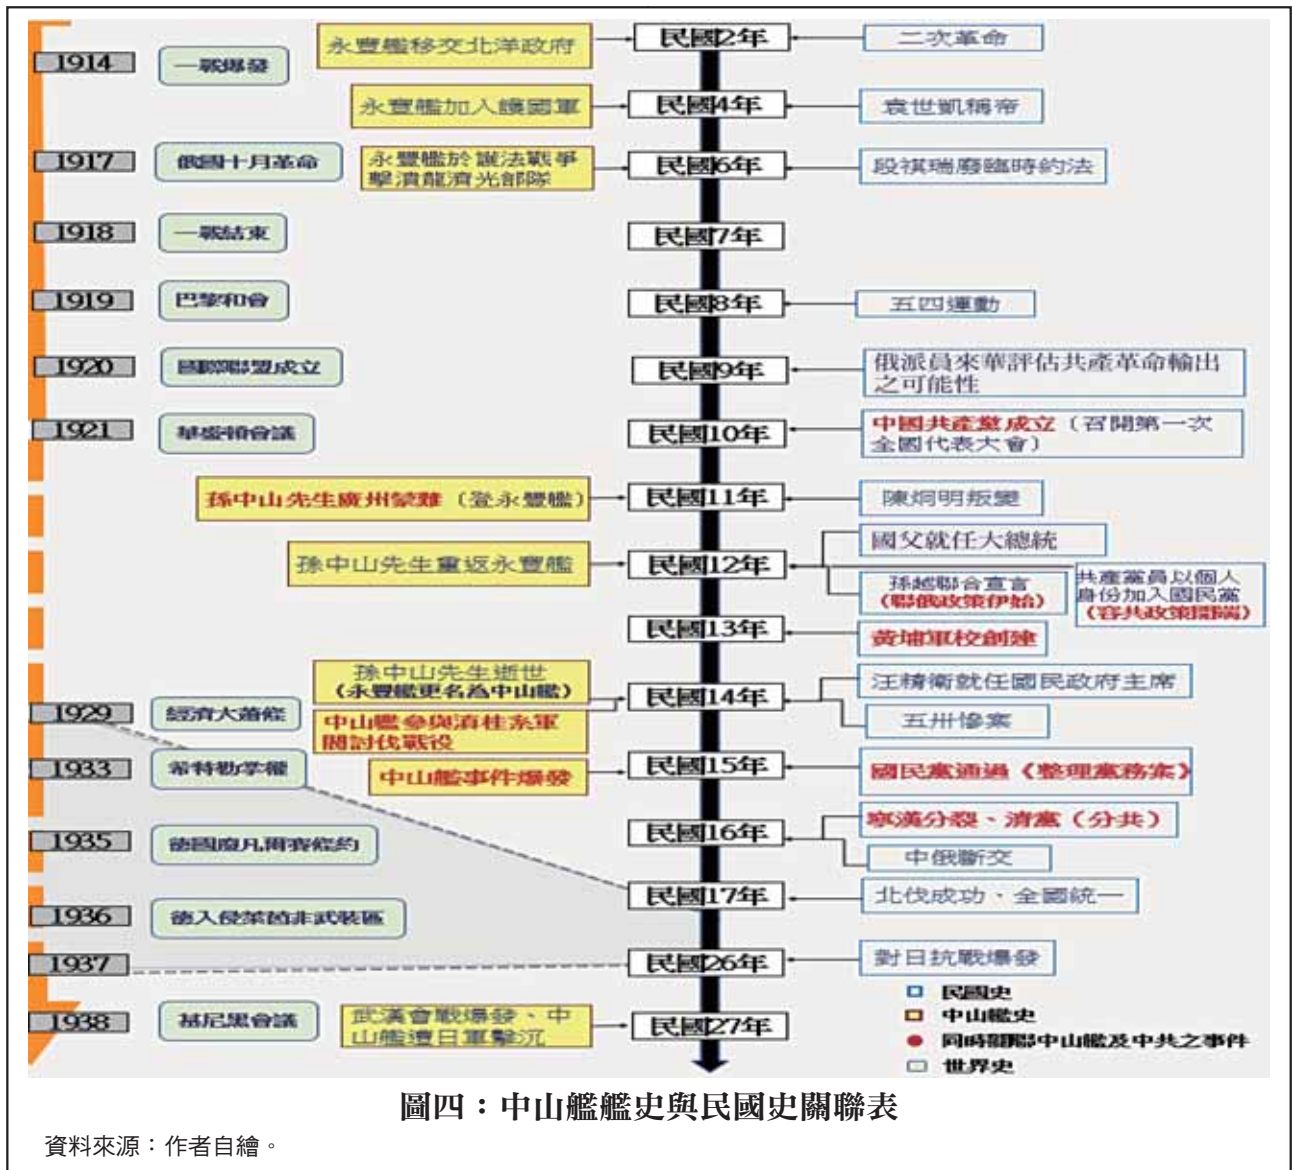 永豐艦移交北洋政府
民國2年
二次革命
1914
一戰爆發
永豐艦加入護國軍
民國4年
袁世凱稱帝
1917
俄國十月革命
永豐艦於護法戰爭
擊潰龍濟光部隊
民國6年
段祺瑞廢臨時約法
1918
一戰結束
民國7年
1919
巴黎和會
民國8年
五四運動
1920
國際聯盟成立
民國9年
俄派員來華評估共產革命輸出
之可能性
1921
華盛頓會議
民國10年
中國共產黨成立（召開第一次
全國代表大會）
孫中山先生廣州蒙難（登永豐艦）
民國11年
陳炯明叛變
孫中山先生重返永豐艦
民國12年
國父就任大總統
孫越聯合宣言
（聯俄政策伊始）
共產黨員以個人
身份加入國民黨
（容共政策開端）
民國13年
黃埔軍校創建
孫中山先生逝世
（永豐艦更名為中山艦）
民國14年
汪精衛就任國民政府主席
1929
經濟大蕭條
中山艦參與滇桂系軍
閥討伐戰役
五卅慘案
1933
希特勒掌權
中山艦事件爆發
民國15年
國民黨通過《整理黨務案》
1935
德國廢凡爾賽條約
民國16年
寧漢分裂、清黨（分共）
中俄斷交
1936
德入侵萊茵非武裝區
民國17年
北伐成功、全國統一
1937
民國26年
對日抗戰爆發
1938
慕尼黑會議
武漢會戰爆發、中
山艦遭日軍擊沉
民國27年
民國史
中山艦史
同時關聯中山艦及中共之事件
世界史
圖四：中山艦艦史與民國史關聯表
資料來源：作者自繪。